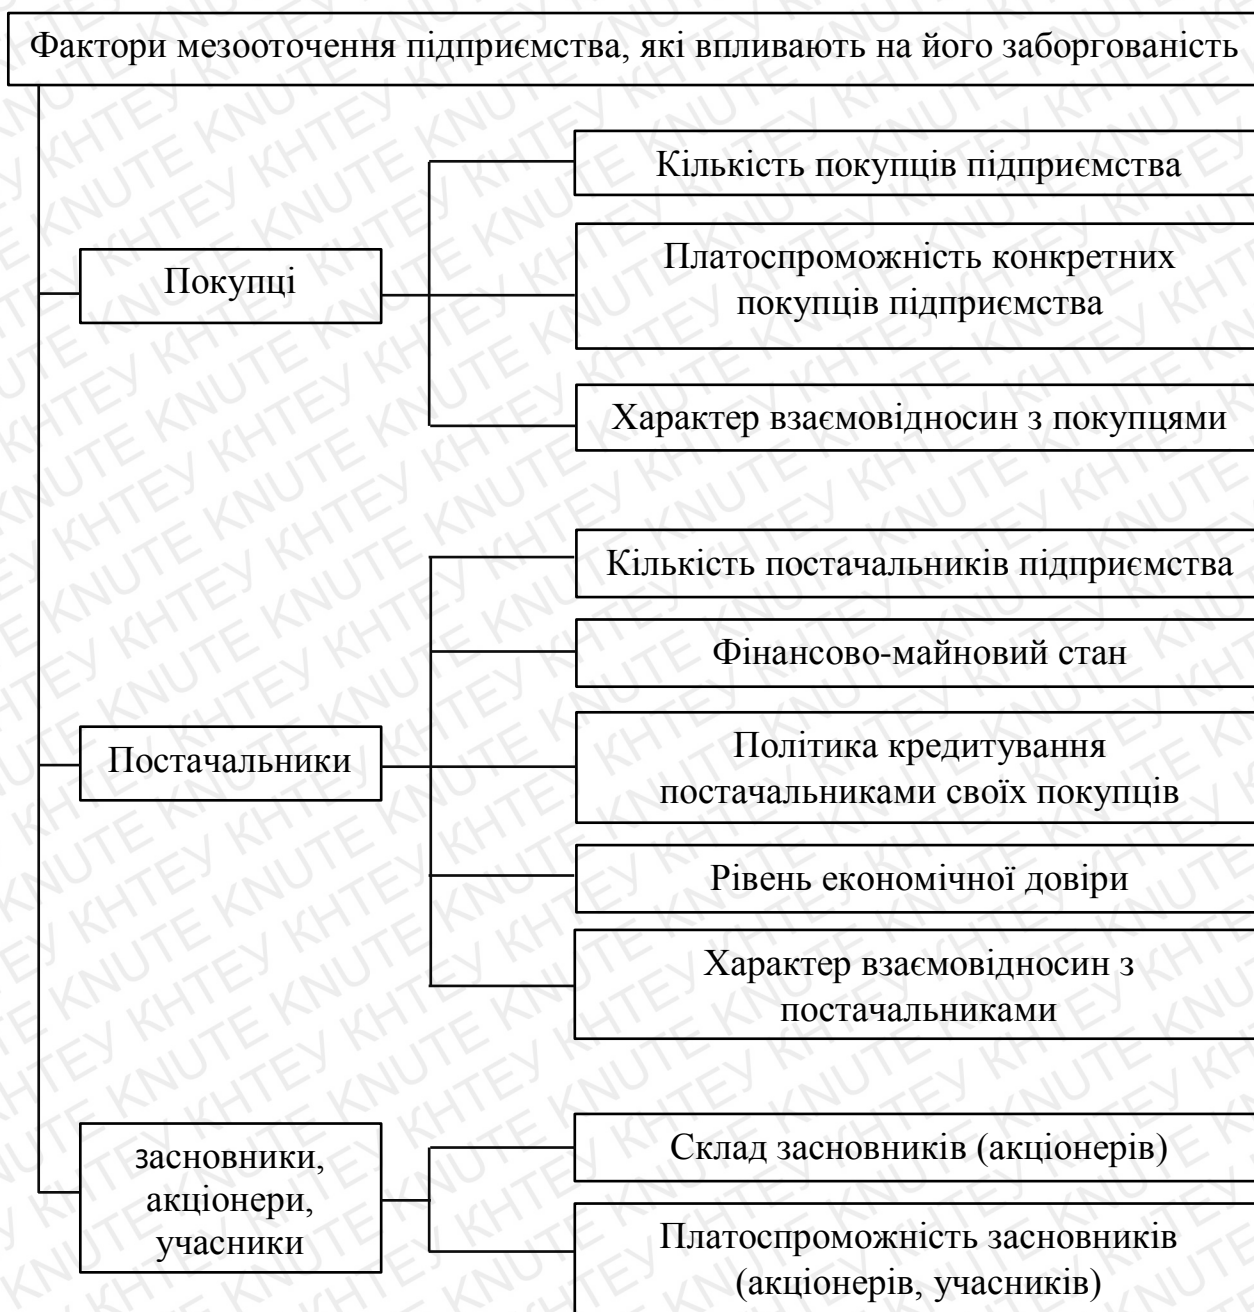 Фактори мезооточення підприємства, які впливають на його заборгованість
Покупці
Кількість покупців підприємства
Платоспроможність конкретних
покупців підприємства
Характер взаємовідносин з покупцями
Постачальники
Кількість постачальників підприємства
Фінансово-майновий стан
Політика кредитування
постачальниками своїх покупців
Рівень економічної довіри
Характер взаємовідносин з
постачальниками
засновники,
акціонери,
учасники
Склад засновників (акціонерів)
Платоспроможність засновників
(акціонерів, учасників)